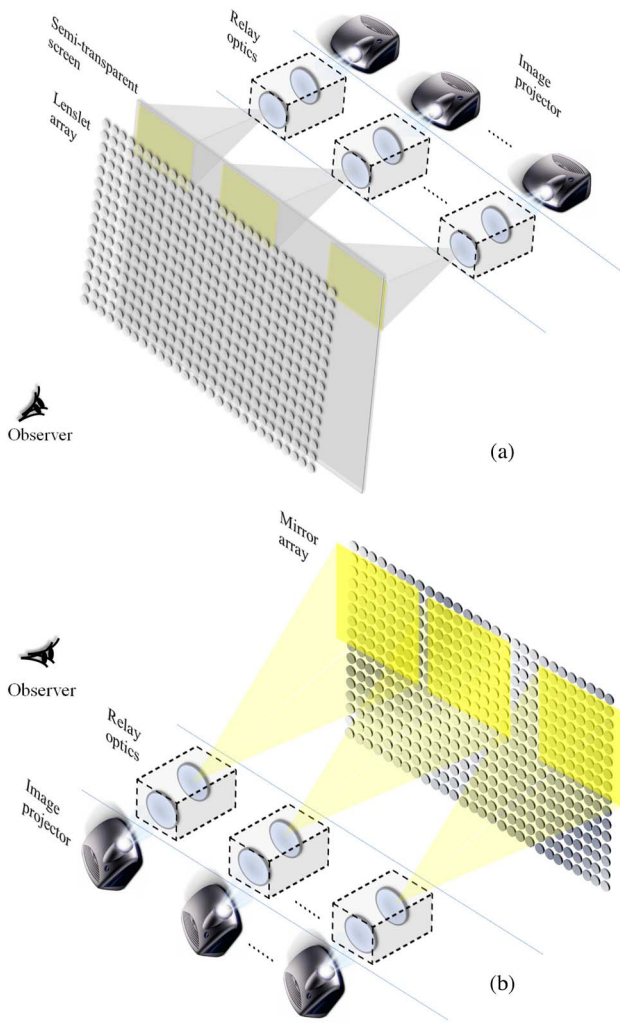 Relay
optics
Image
projector
Semi-transparent
screen
Lenslet
array
Observer
(a)
Mirror
array
Observer
Relay
optics
Image
projector
(b)